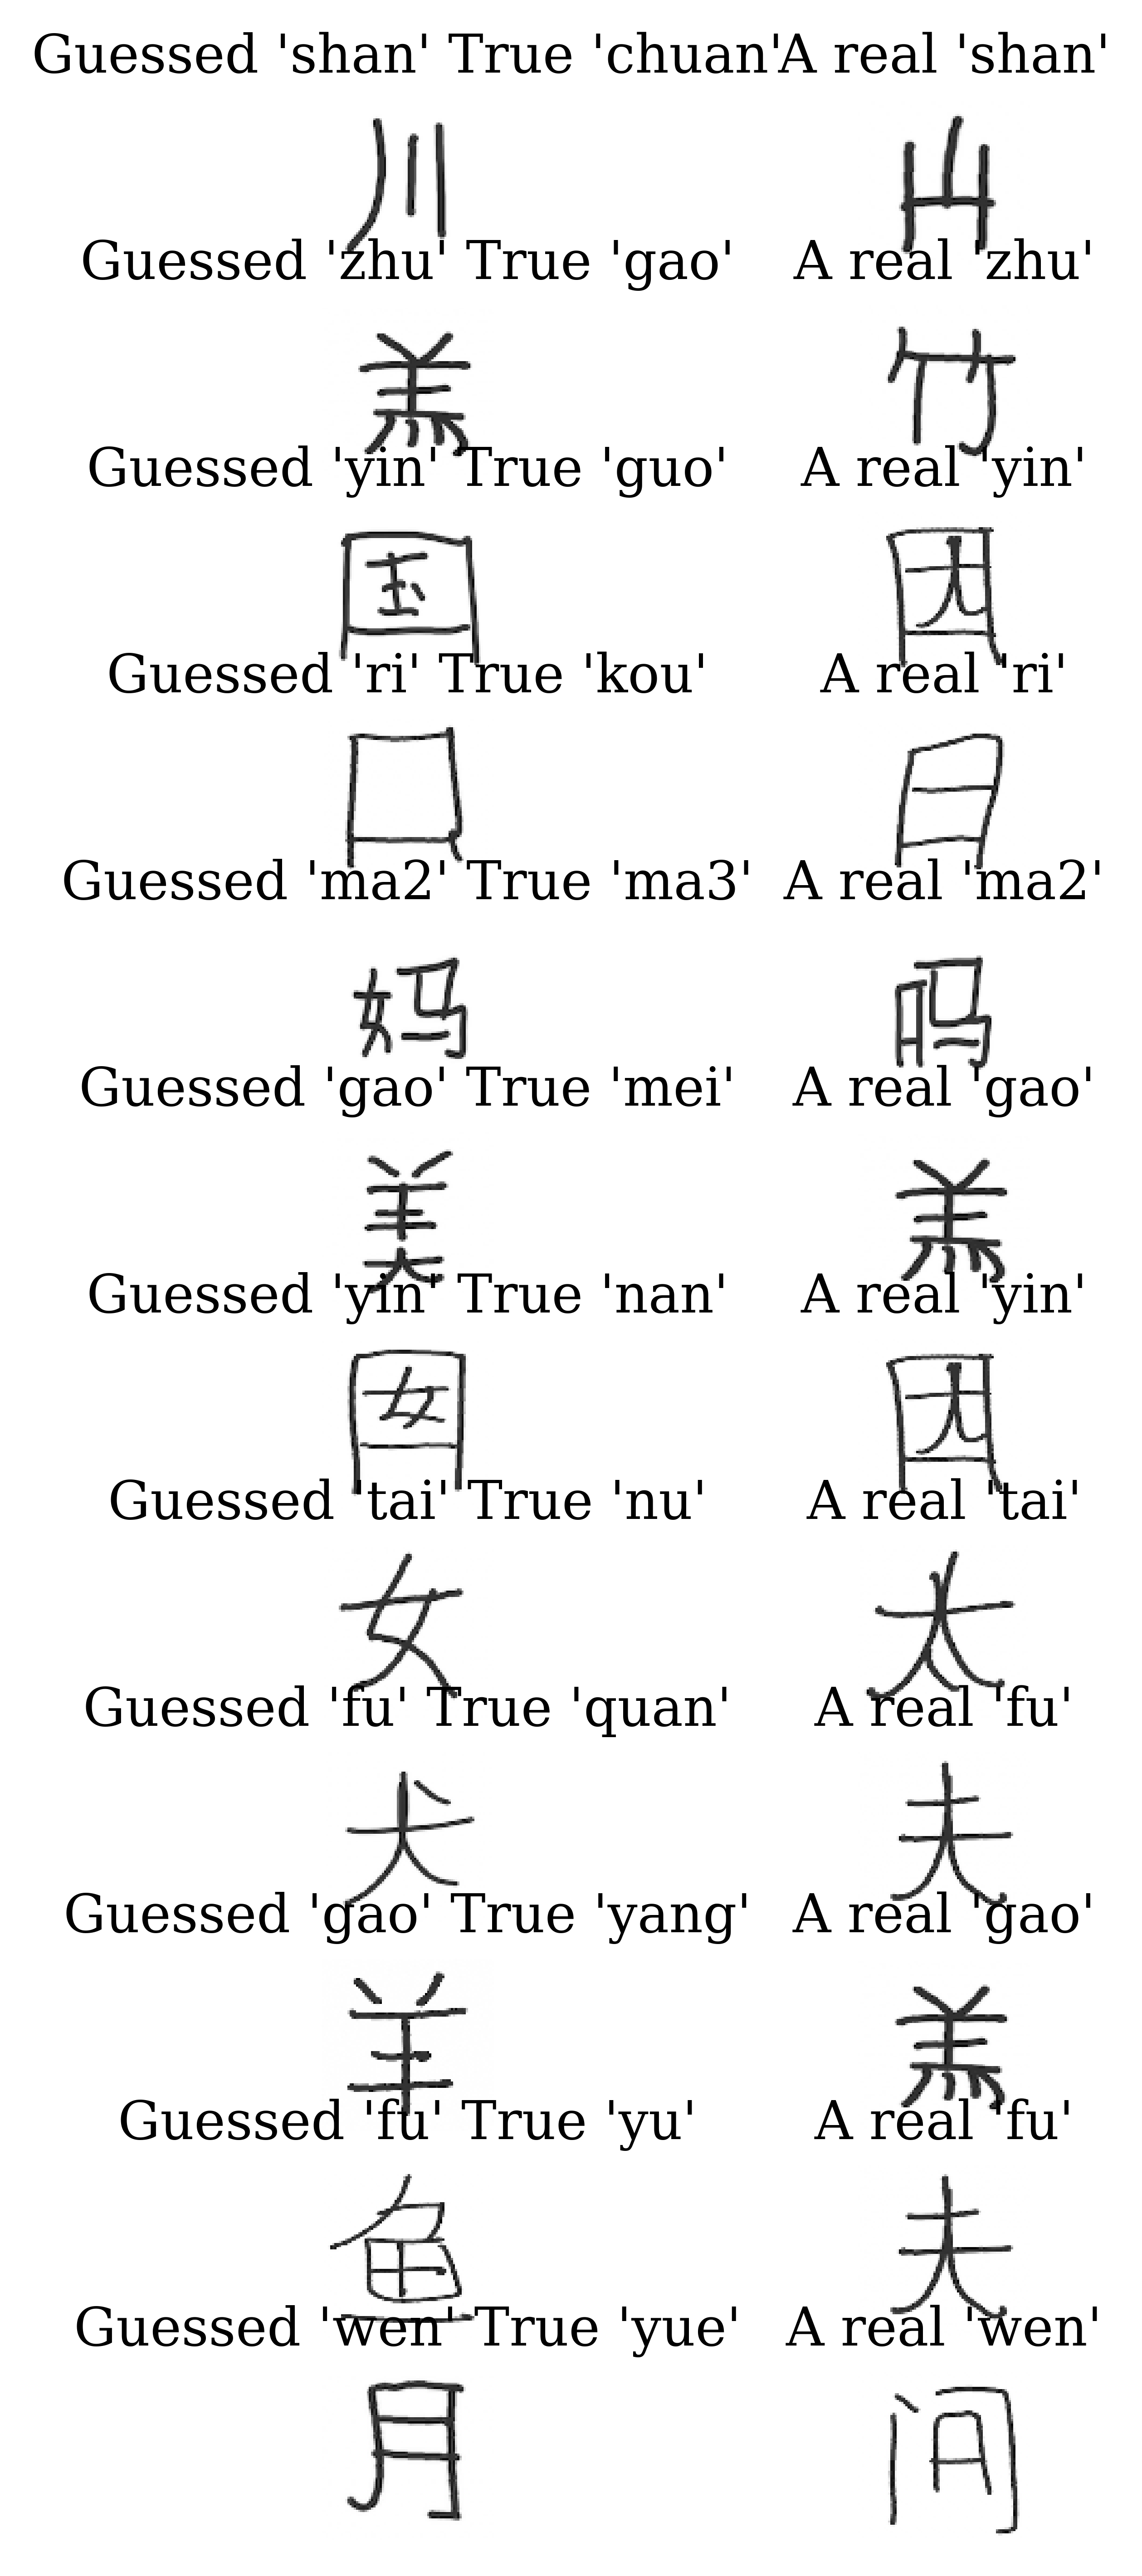 Guessed 'shan' True 'chuan' A real 'shan'
川 山
Guessed 'zhu' True 'gao' A real 'zhu'
羔 竹
Guessed 'yin' True 'guo' A real 'yin'
国 因
Guessed 'ri' True 'kou' A real 'ri'
口 日
Guessed 'ma2' True 'ma3' A real 'ma2'
妈 吗
Guessed 'gao' True 'mei' A real 'gao'
美 羔
Guessed 'yin' True 'nan' A real 'yin'
囡 因
Guessed 'tai' True 'nu' A real 'tai'
女 太
Guessed 'fu' True 'quan' A real 'fu'
犬 夫
Guessed 'gao' True 'yang' A real 'gao'
羊 羔
Guessed 'fu' True 'yu' A real 'fu'
鱼 夫
Guessed 'wen' True 'yue' A real 'wen'
月 问